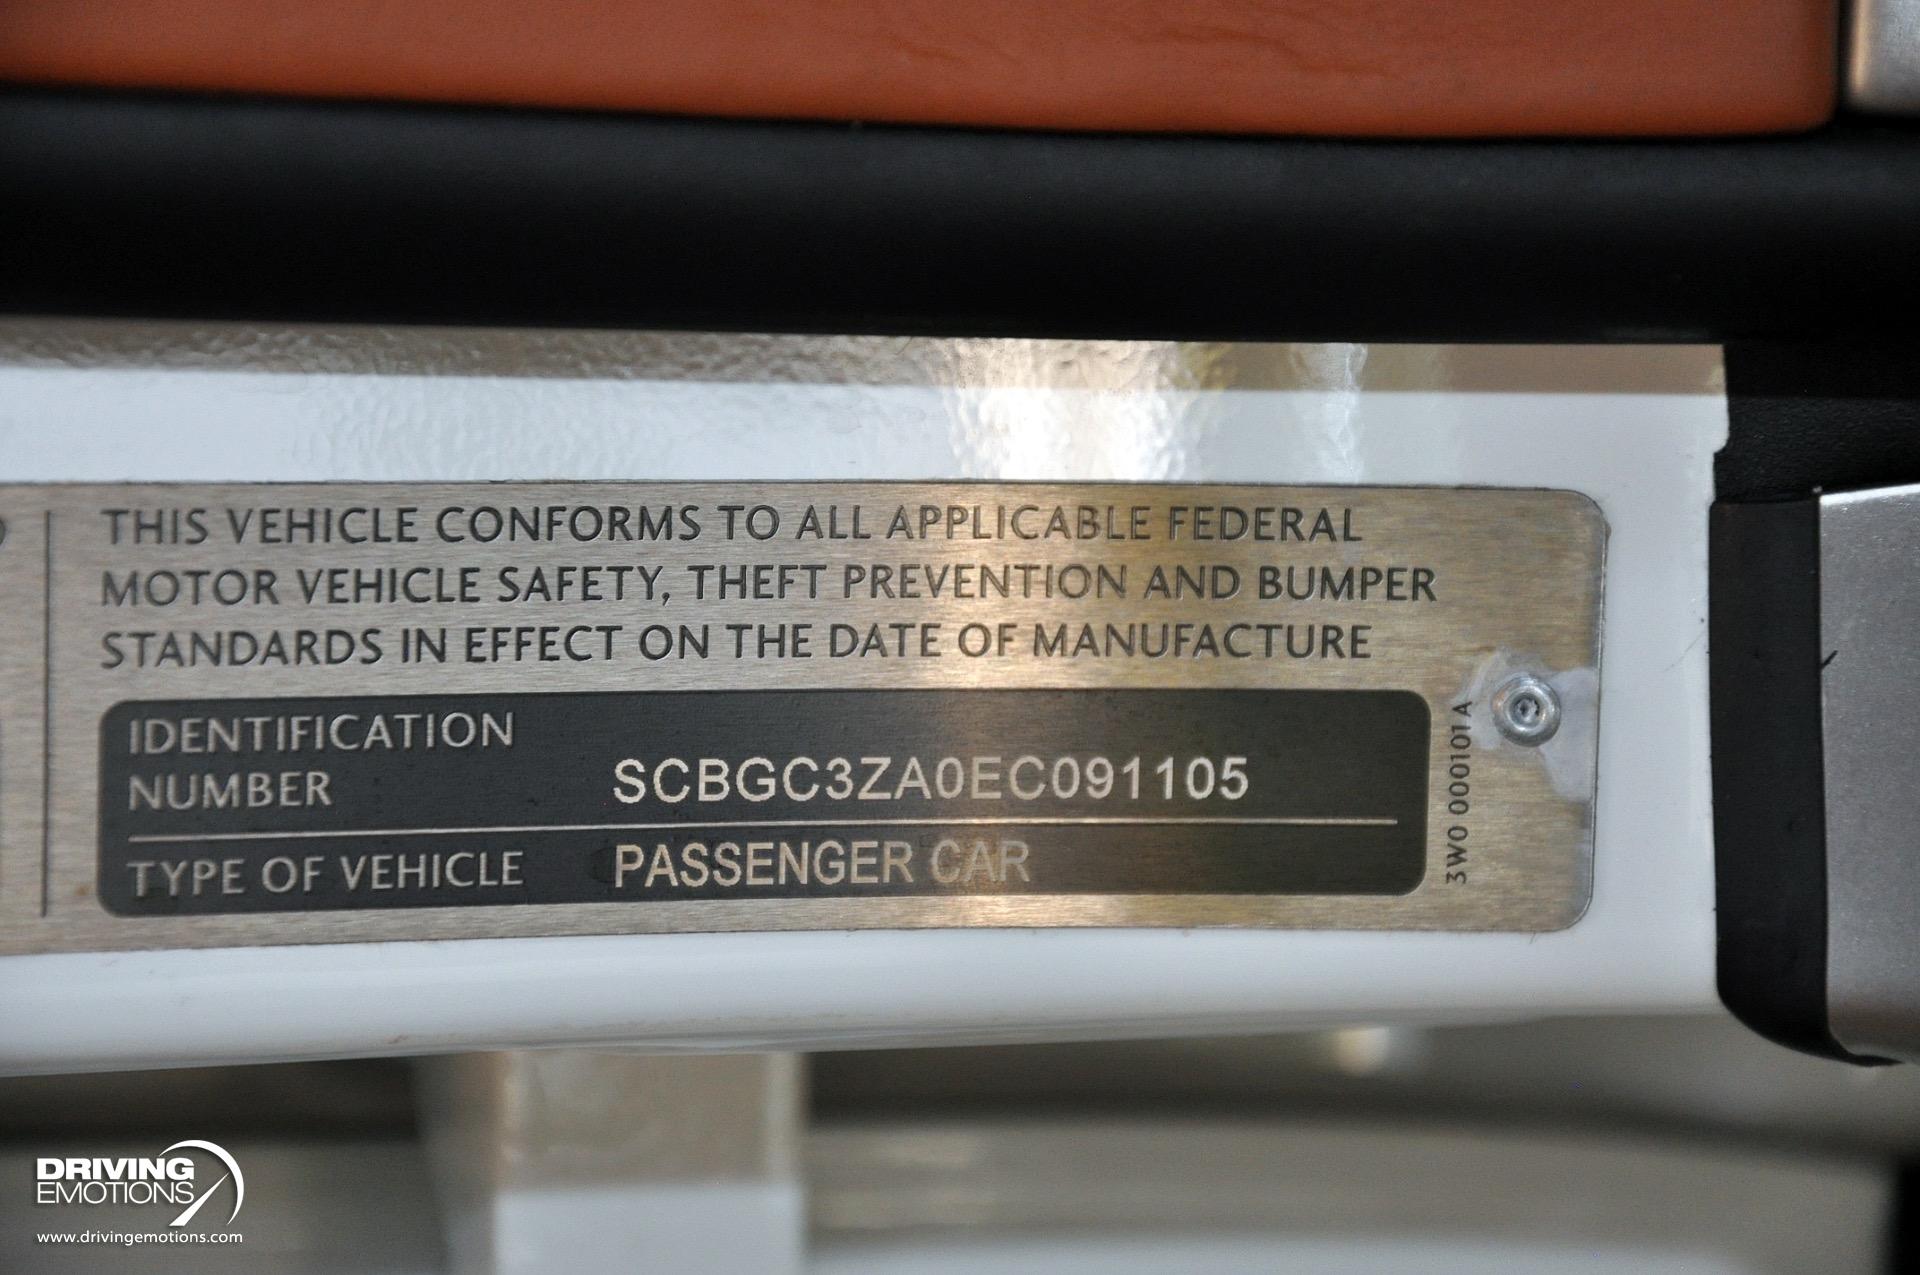 THIS VEHICLE CONFORMS TO ALL APPLICABLE FEDERAL
MOTOR VEHICLE SAFETY, THEFT PREVENTION AND BUMPER
STANDARDS IN EFFECT ON THE DATE OF MANUFACTURE
IDENTIFICATION
NUMBER SCBGC3ZA0EC091105
TYPE OF VEHICLE PASSENGER CAR
3W0 000101 A
DRIVING
EMOTIONS
www.drivingemotions.com